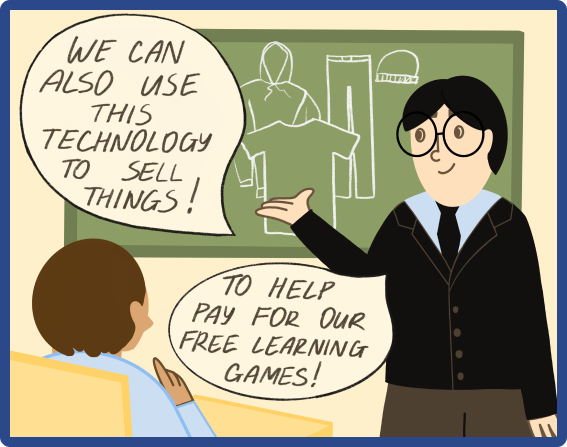 WE CAN
ALSO USE
THIS
TECHNOLOGY
TO SELL
THINGS!
TO HELP
PAY FOR OUR
FREE LEARNING
GAMES!